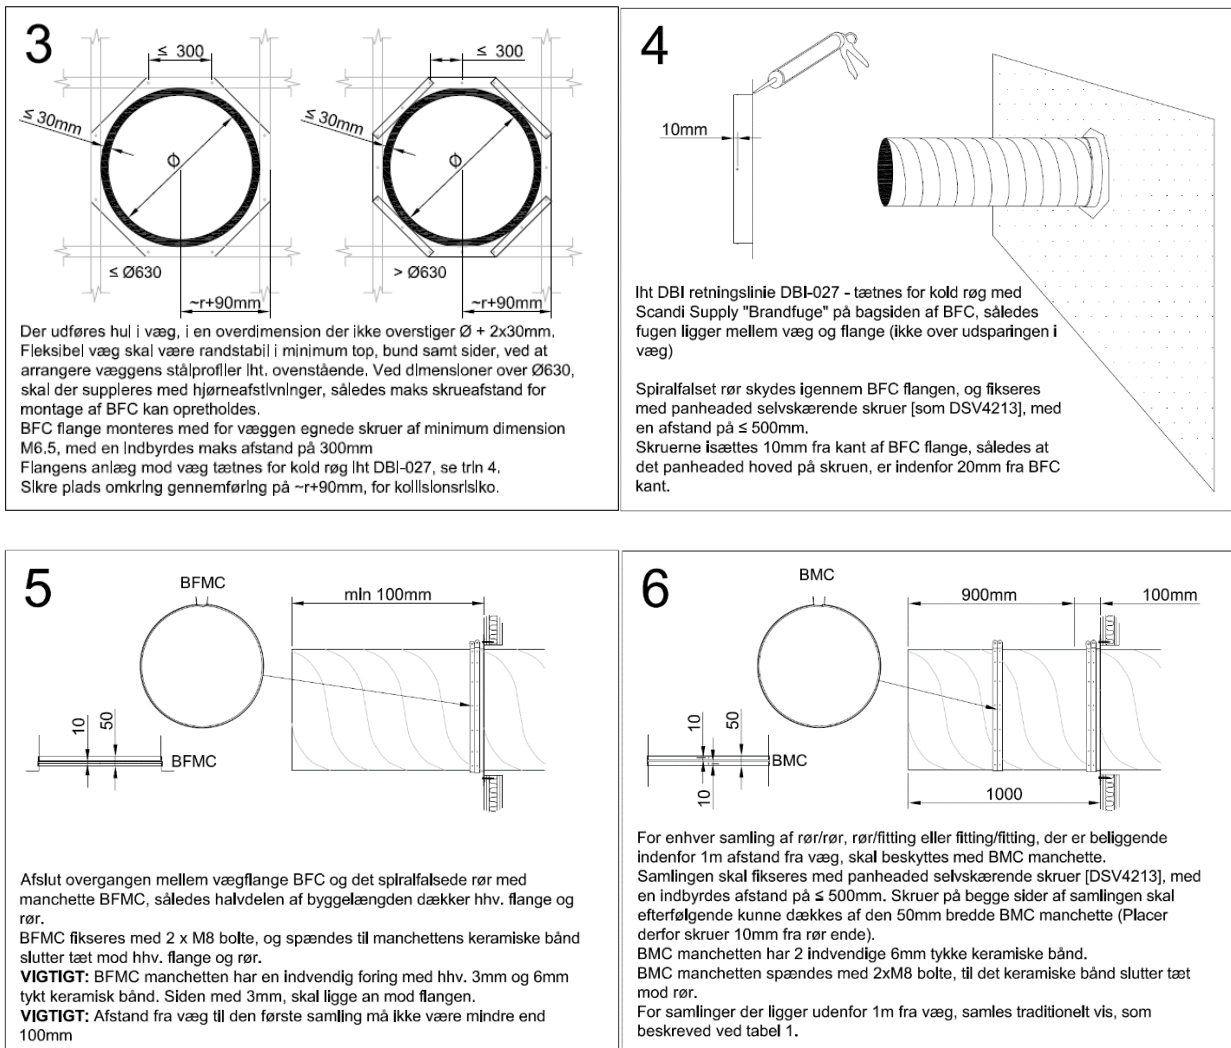 3
≤ 300
≤ 300
≤ 30mm
≤ 30mm
Ø
Ø
≤ Ø630
> Ø630
~r+90mm
~r+90mm
Der udføres hul i væg, i en overdimension der ikke overstiger Ø + 2x30mm.
Fleksibel væg skal være randstabil i minimum top, bund samt sider, ved at
arrangere væggens stålprofiler iht. ovenstående. Ved dimensioner over Ø630,
skal der suppleres med hjørneafstivninger, således maks skrueafstand for
montage af BFC kan opretholdes.
BFC flange monteres med for væggen egnede skruer af minimum dimension
M6.5, med en indbyrdes maks afstand på 300mm
Flangens anlæg mod væg tætnes for kold røg iht DBI-027, se trin 4.
Sikre plads omkring gennemføring på ~r+90mm, for kollisionsrisiko.
4
10mm
Iht DBI retningslinie DBI-027 - tætnes for kold røg med
Scandi Supply "Brandfuge" på bagsiden af BFC, således
fugen ligger mellem væg og flange (ikke over udsparingen i
væg)
Spiralfalset rør skydes igennem BFC flangen, og fikseres
med panheaded selvskærende skruer [som DSV4213], med
en afstand på ≤ 500mm.
Skruerne isættes 10mm fra kant af BFC flange, således at
det panheaded hoved på skruen, er indenfor 20mm fra BFC
kant.
5
BFMC
min 100mm
10
50
BFMC
Afslut overgangen mellem vægflange BFC og det spiralfalsede rør med
manchette BFMC, således halvdelen af byggelængden dækker hhv. flange og
rør.
BFMC fikseres med 2 x M8 bolte, og spændes til manchettens keramiske bånd
slutter tæt mod hhv. flange og rør.
VIGTIGT: BFMC manchetten har en indvendig foring med hhv. 3mm og 6mm
tykt keramisk bånd. Siden med 3mm, skal ligge an mod flangen.
VIGTIGT: Afstand fra væg til den første samling må ikke være mindre end
100mm
6
BMC
900mm
100mm
10
50
BMC
10
1000
For enhver samling af rør/rør, rør/fitting eller fitting/fitting, der er beliggende
indenfor 1m afstand fra væg, skal beskyttes med BMC manchette.
Samlingen skal fikseres med panheaded selvskærende skruer [DSV4213], med
en indbyrdes afstand på ≤ 500mm. Skruer på begge sider af samlingen skal
efterfølgende kunne dækkes af den 50mm bredde BMC manchette (Placer
derfor skruer 10mm fra rør ende).
BMC manchetten har 2 indvendige 6mm tykke keramiske bånd.
BMC manchetten spændes med 2xM8 bolte, til det keramiske bånd slutter tæt
mod rør.
For samlinger der ligger udenfor 1m fra væg, samles traditionelt vis, som
beskreved ved tabel 1.